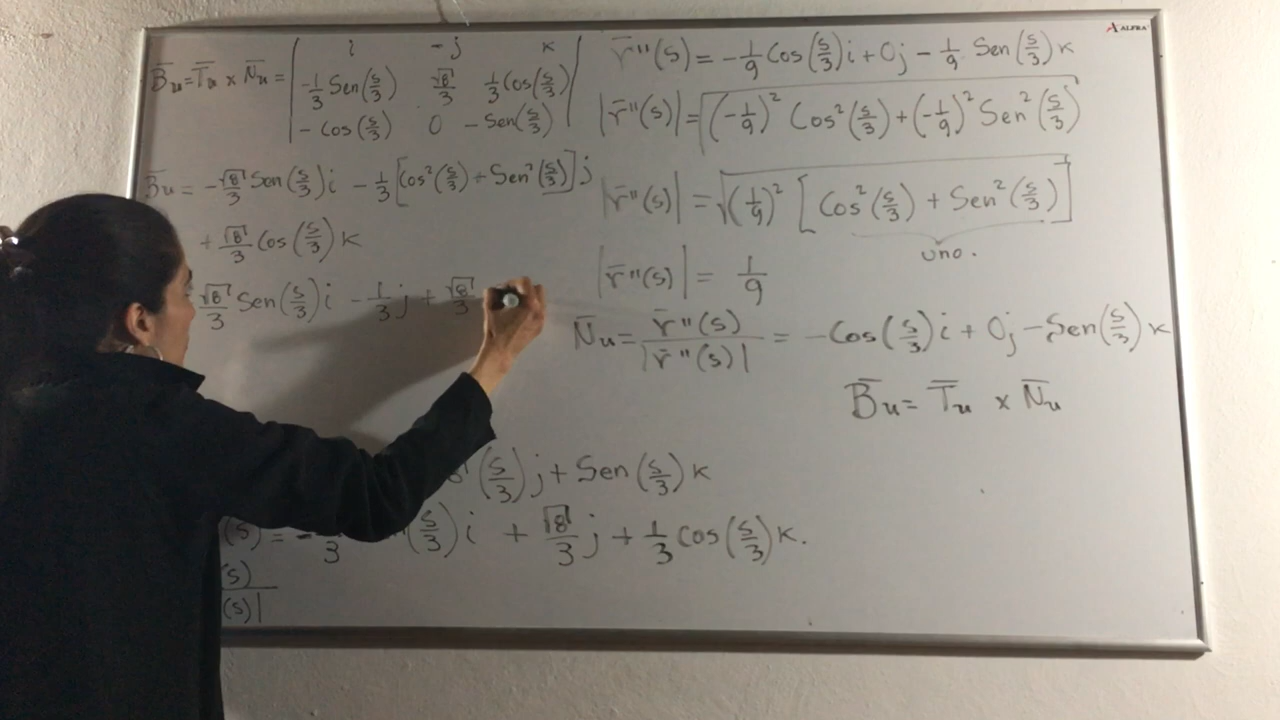 B̄u = T̄u x N̄u = | i -j k |
| -1/3 Sen(s/3) √8/3 1/3 Cos(s/3) |
| -Cos(s/3) 0 -Sen(s/3) |
B̄u = -√8/3 Sen(s/3)i - 1/3[Cos²(s/3) + Sen²(s/3)]j
+ √8/3 Cos(s/3)k
√8/3 Sen(s/3)i - 1/3 j + √8/3
(s/3)j + Sen(s/3)k
(s) = - /3 (s/3)i + √8/3 j + 1/3 Cos(s/3)k.
(s)
(s)|
ALFRA
r̄''(s) = -1/9 Cos(s/3)i + 0j - 1/9 Sen(s/3)k
|r̄''(s)| = √((-1/9)² Cos²(s/3) + (-1/9)² Sen²(s/3))
|r̄''(s)| = √((1/9)² [Cos²(s/3) + Sen²(s/3)])
uno.
|r̄''(s)| = 1/9
N̄u = r̄''(s)/|r̄''(s)| = -Cos(s/3)i + 0j - Sen(s/3)k
B̄u = T̄u x N̄u